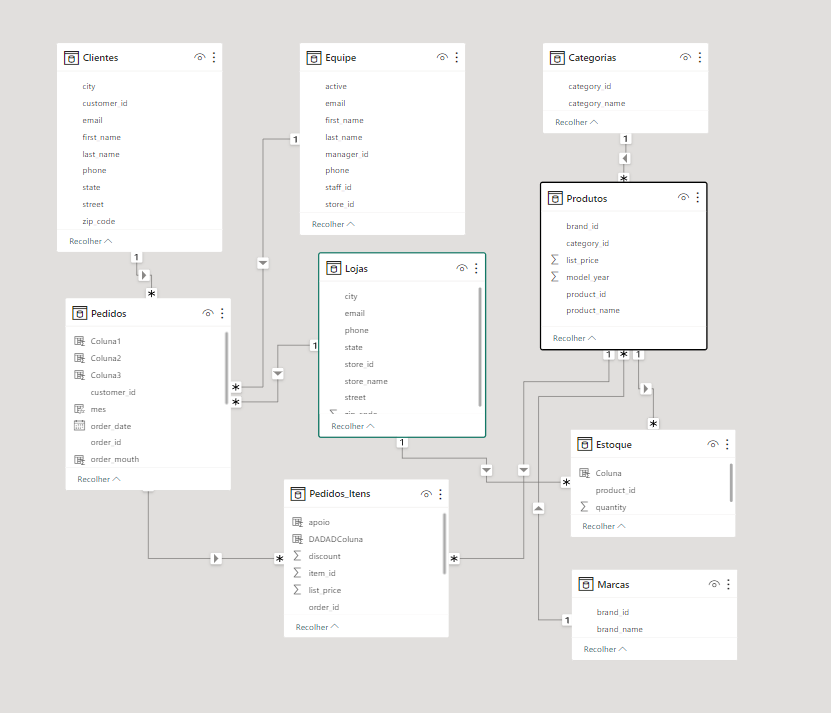 Clientes
city
customer_id
email
first_name
last_name
phone
state
street
zip_code
Recolher
Equipe
active
email
first_name
last_name
manager_id
phone
staff_id
store_id
Recolher
Categorias
category_id
category_name
Recolher
1
*
Produtos
brand_id
category_id
list_price
model_year
product_id
product_name
Recolher
1
*
1
1
*
1
Lojas
city
email
phone
state
store_id
store_name
street
zip_code
Recolher
1
1
Pedidos
Coluna1
Coluna2
Coluna3
customer_id
mes
order_date
order_id
order_mouth
Recolher
*
*
*
Estoque
Coluna
product_id
quantity
Recolher
*
Pedidos_Itens
apoio
DADADColuna
discount
item_id
list_price
order_id
Recolher
*
*
Marcas
brand_id
brand_name
Recolher
1